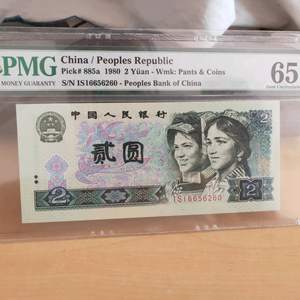 PMG
MONEY GUARANTY
China / Peoples Republic
Pick# 885a 1980 2 Yüan - Wmk: Pants & Coins
S/N IS16656260 - Peoples Bank of China
65
中国人民银行
贰圆
2
2
IS16656260